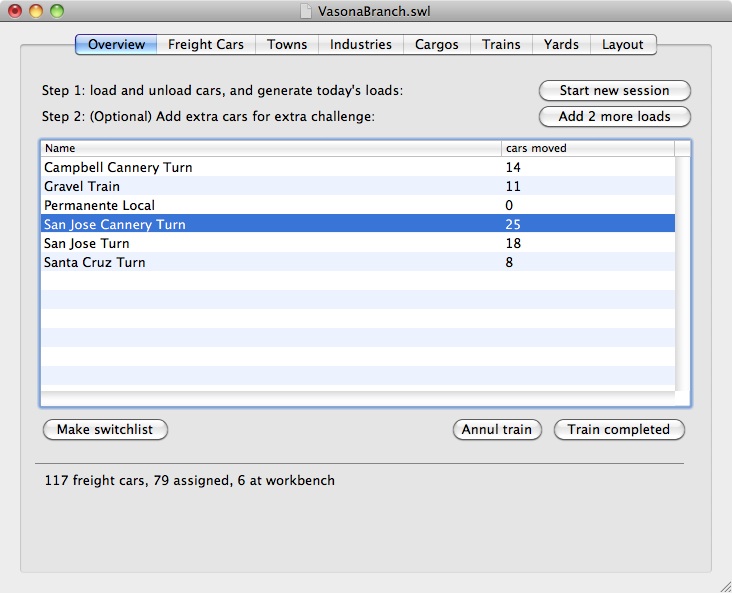 VasonaBranch.swl
Overview Freight Cars Towns Industries Cargos Trains Yards Layout
Step 1: load and unload cars, and generate today's loads: Start new session
Step 2: (Optional) Add extra cars for extra challenge: Add 2 more loads
Name cars moved
Campbell Cannery Turn 14
Gravel Train 11
Permanente Local 0
San Jose Cannery Turn 25
San Jose Turn 18
Santa Cruz Turn 8
Make switchlist Annul train Train completed
117 freight cars, 79 assigned, 6 at workbench